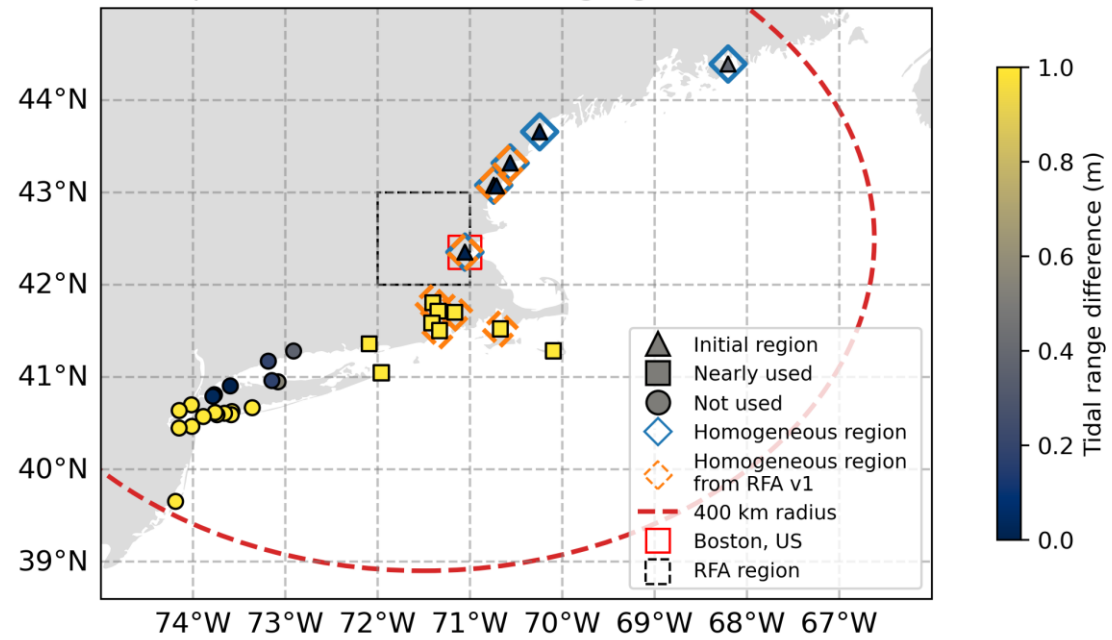 44°N
43°N
42°N
41°N
40°N
39°N
74°W 73°W 72°W 71°W 70°W 69°W 68°W 67°W
Initial region
Nearly used
Not used
Homogeneous region
Homogeneous region
from RFA v1
400 km radius
Boston, US
RFA region
1.0
0.8
0.6
0.4
0.2
0.0
Tidal range difference (m)